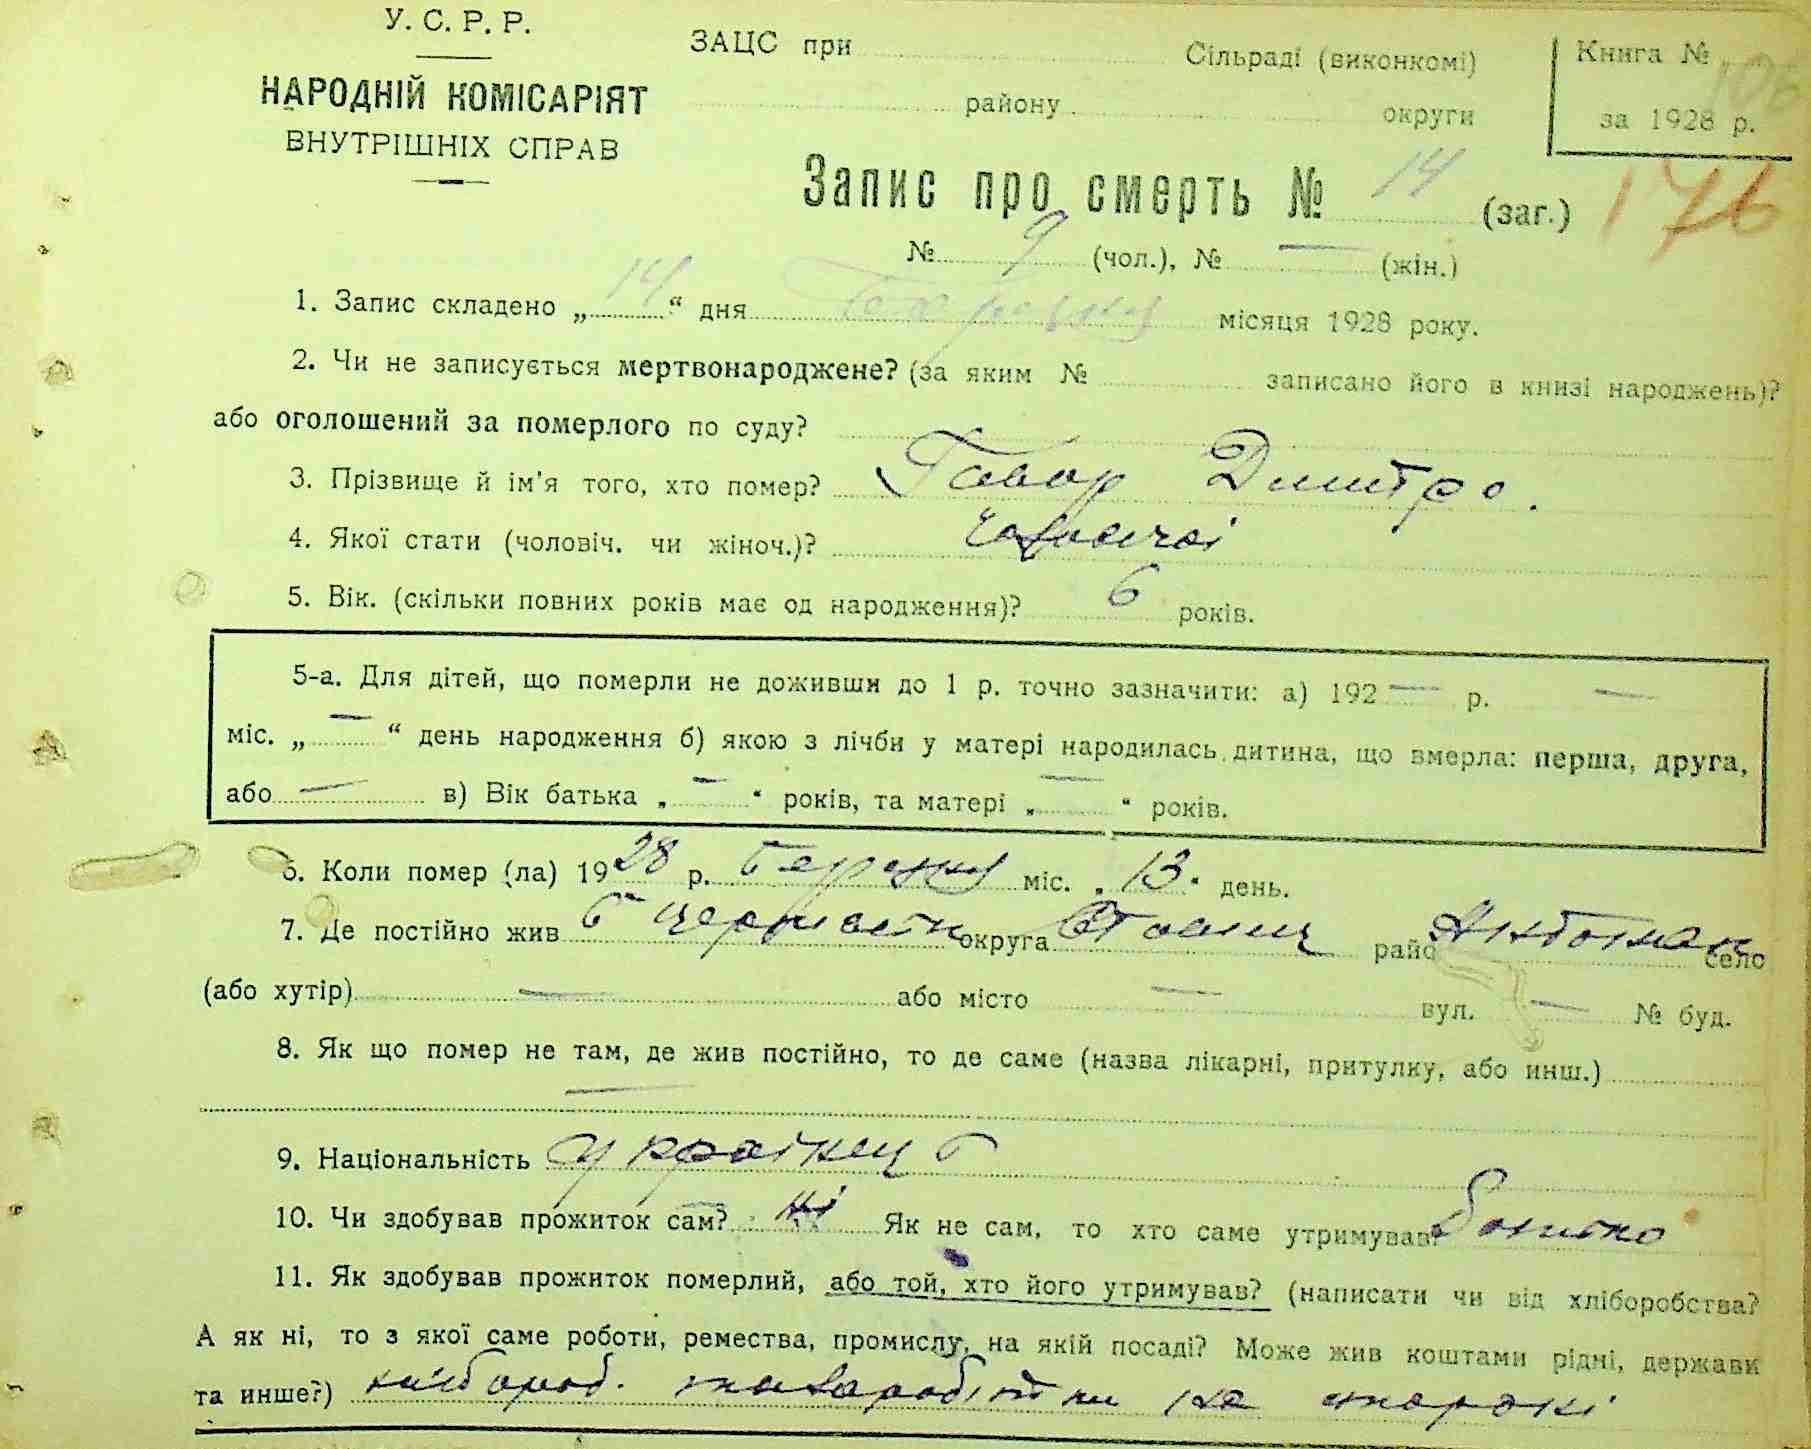 У. С. Р. Р.
НАРОДНІЙ КОМІСАРІЯТ
ВНУТРІШНІХ СПРАВ
ЗАЦС при Сільраді (виконкомі)
району округи
Книга №
за 1928 р.
Запис про смерть № 14 (заг.) 176
№ 9 (чол.), № — (жін.)
1. Запис складено „14“ дня Березня місяця 1928 року.
2. Чи не записується мертвонароджене? (за яким № записано його в книзі народжень)?
або оголошений за померлого по суду?
3. Прізвище й ім'я того, хто помер? Говор Дмитро.
4. Якої стати (чоловіч. чи жіноч.)? чоловічої
5. Вік. (скільки повних років має од народження)? 6 років.
5-а. Для дітей, що померли не доживши до 1 р. точно зазначити: а) 192 — р. —
міс. „ — “ день народження б) якою з лічби у матері народилась дитина, що вмерла: перша, друга,
або — в) Вік батька „ — “ років, та матері „ — “ років.
6. Коли помер (ла) 1928 р. Березня міс. „13“ день.
7. Де постійно жив округа райо село
(або хутір) — або місто — вул. — № буд.
8. Як що помер не там, де жив постійно, то де саме (назва лікарні, притулку, або инш.)
—
9. Національність українець
10. Чи здобував прожиток сам? ні Як не сам, то хто саме утримував?
11. Як здобував прожиток померлий, або той, хто його утримував? (написати чи від хліборобства?
А як ні, то з якої саме роботи, ремества, промислу, на якій посаді? Може жив коштами рідні, держави
та инше?)